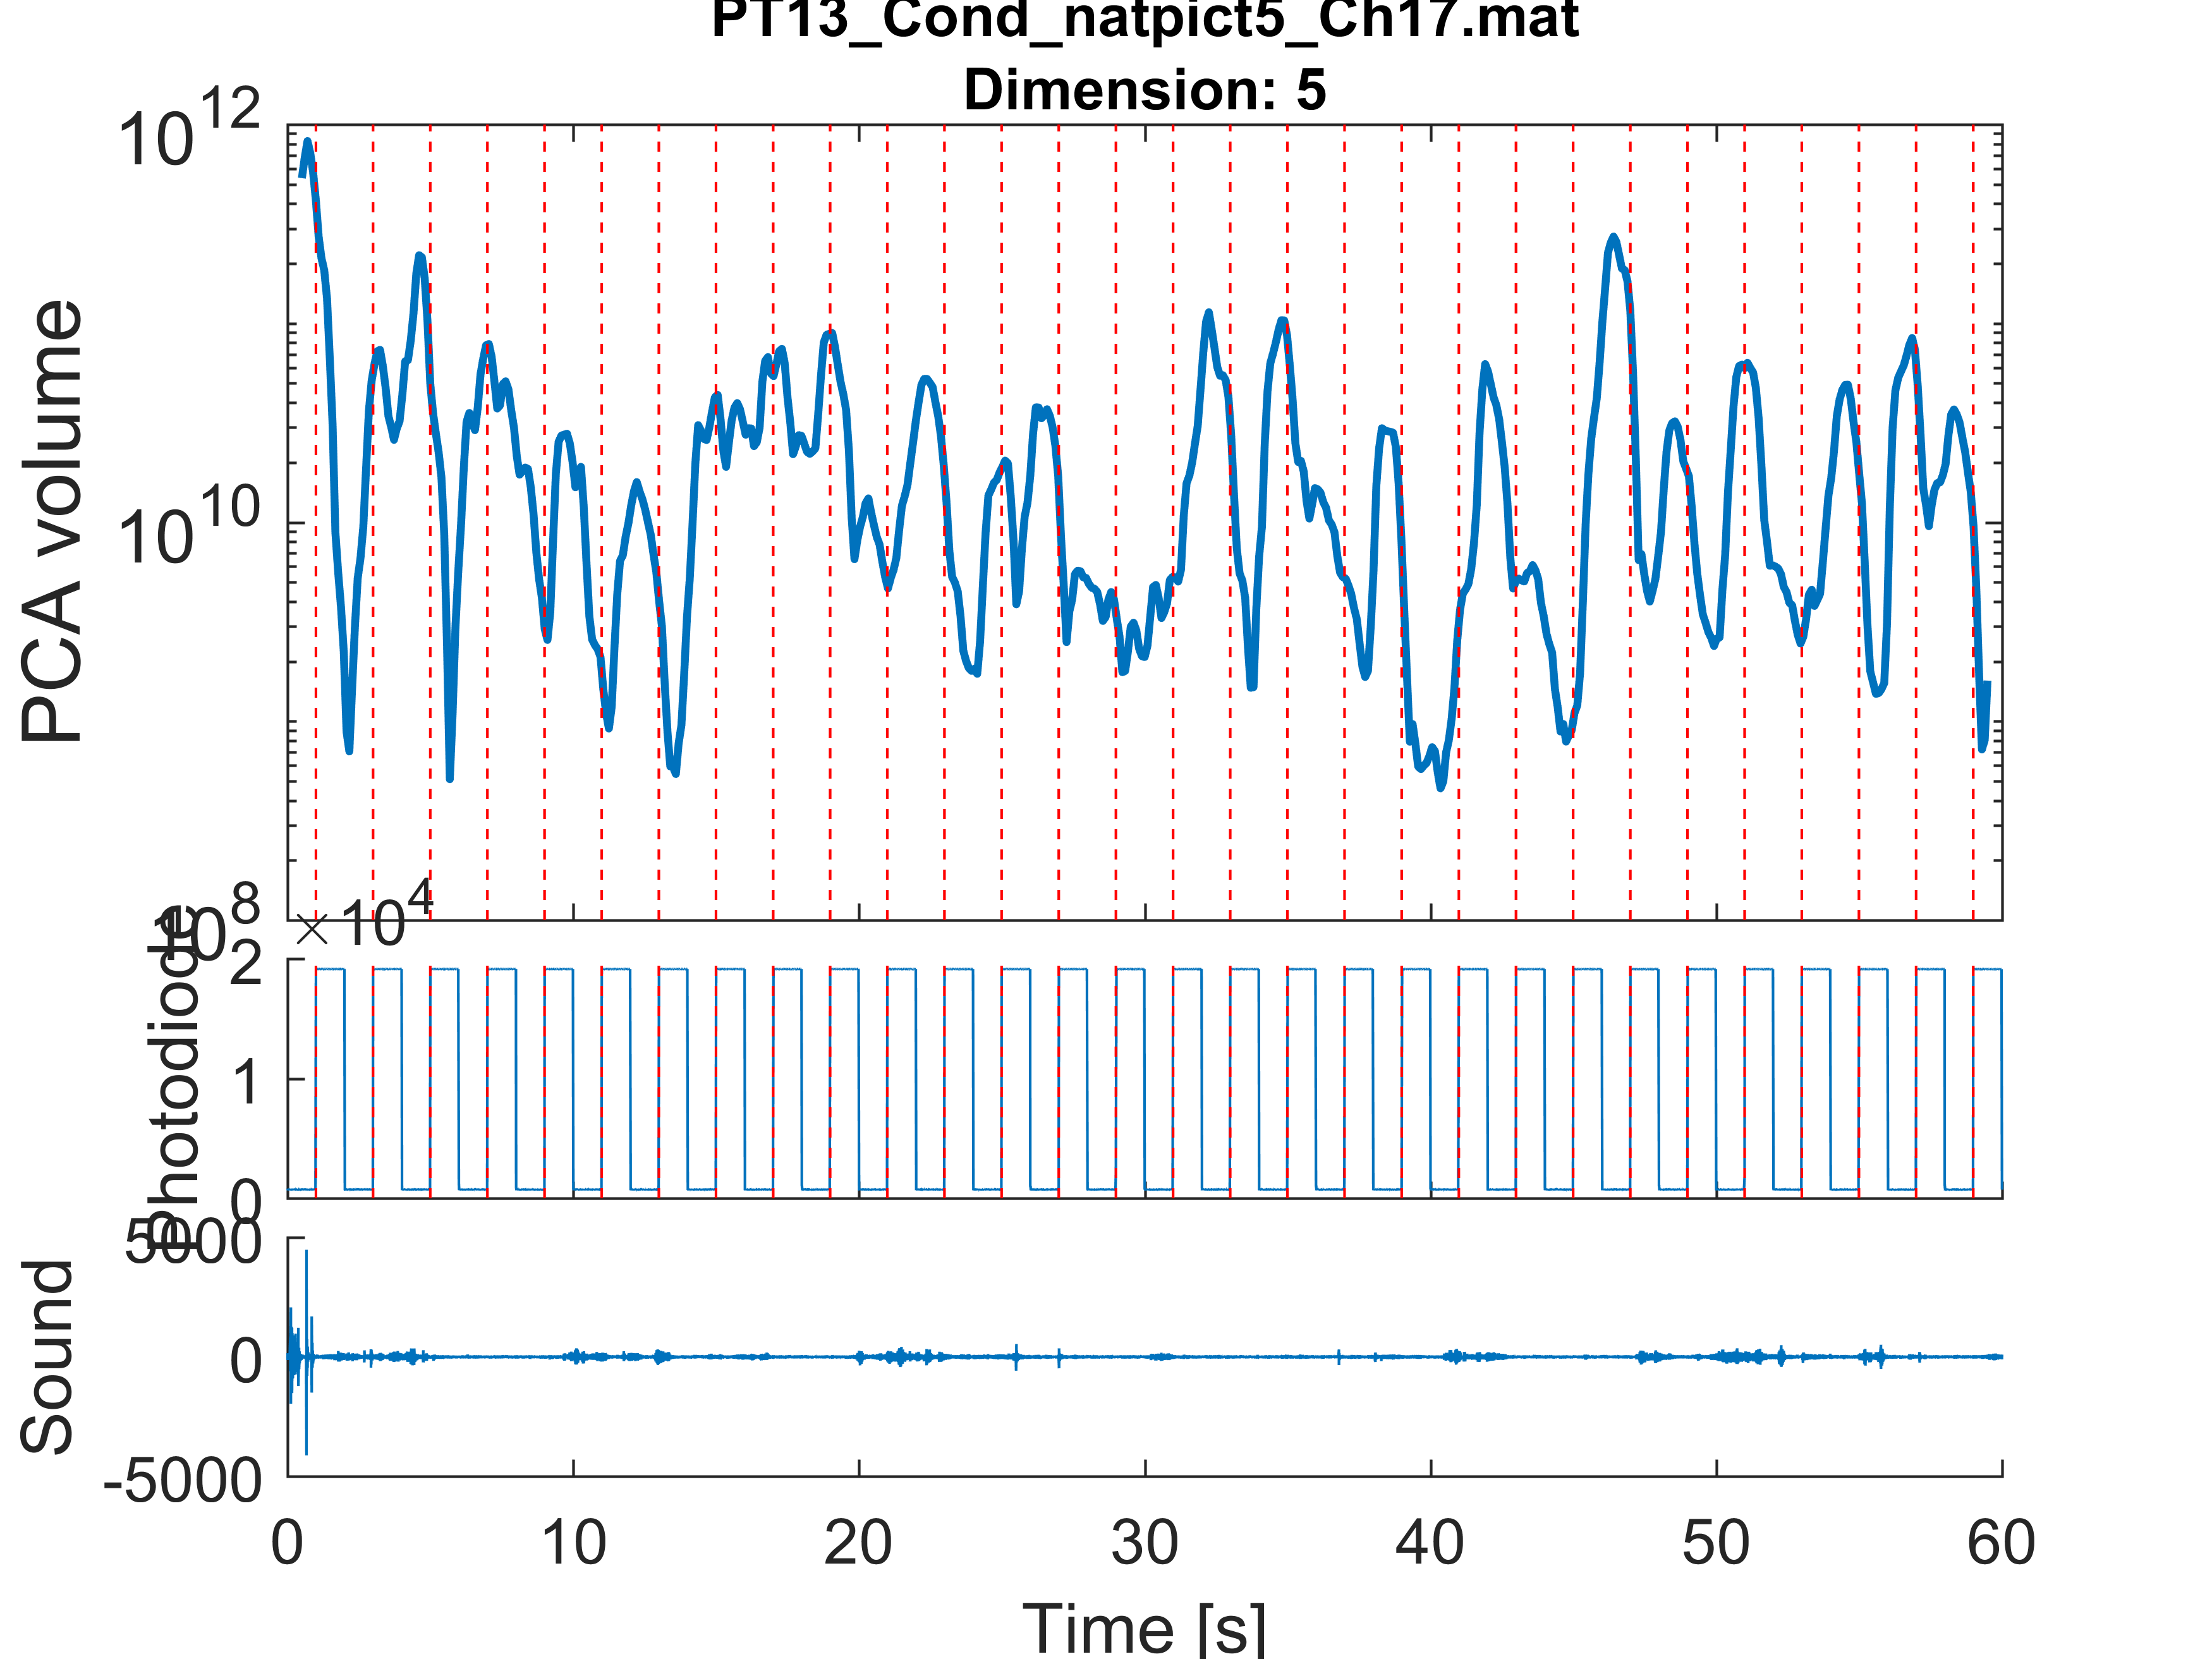 PT13_Cond_natpict5_Ch17.mat
Dimension: 5
10^12
10^10
10^8
PCA volume
×10^4
2
1
0
Photodiode
5000
0
-5000
Sound
0 10 20 30 40 50 60
Time [s]